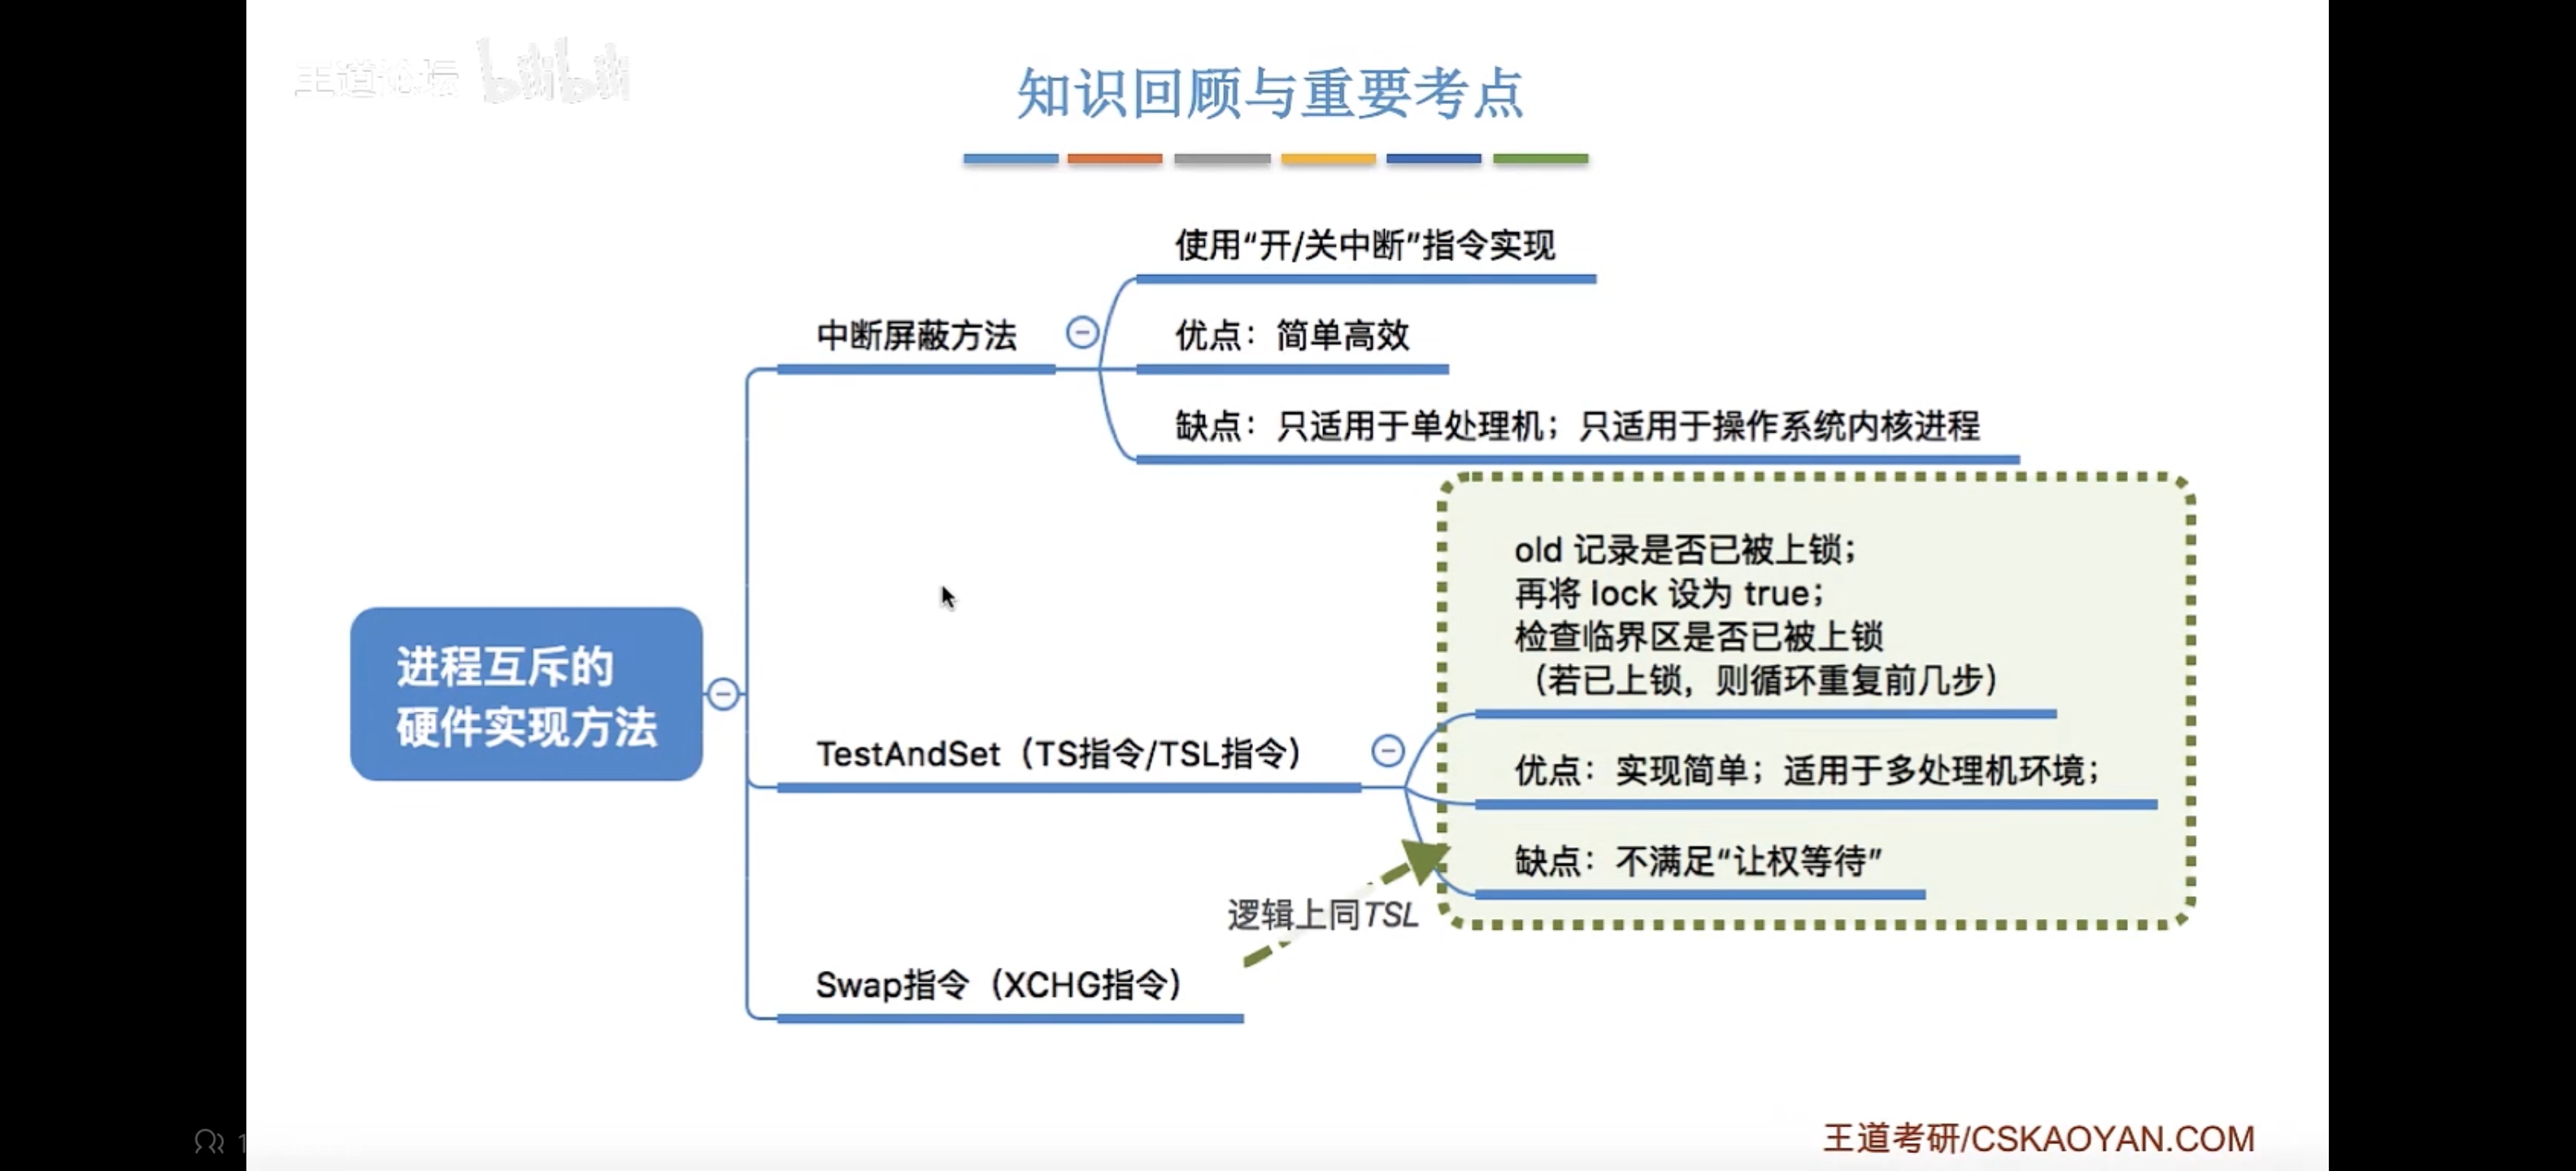 王道论坛 bilibili
知识回顾与重要考点
使用“开/关中断”指令实现
中断屏蔽方法
优点：简单高效
缺点：只适用于单处理机；只适用于操作系统内核进程
进程互斥的
硬件实现方法
old 记录是否已被上锁；
再将 lock 设为 true；
检查临界区是否已被上锁
（若已上锁，则循环重复前几步）
TestAndSet（TS指令/TSL指令）
优点：实现简单；适用于多处理机环境；
缺点：不满足“让权等待”
逻辑上同TSL
Swap指令（XCHG指令）
王道考研/CSKAOYAN.COM